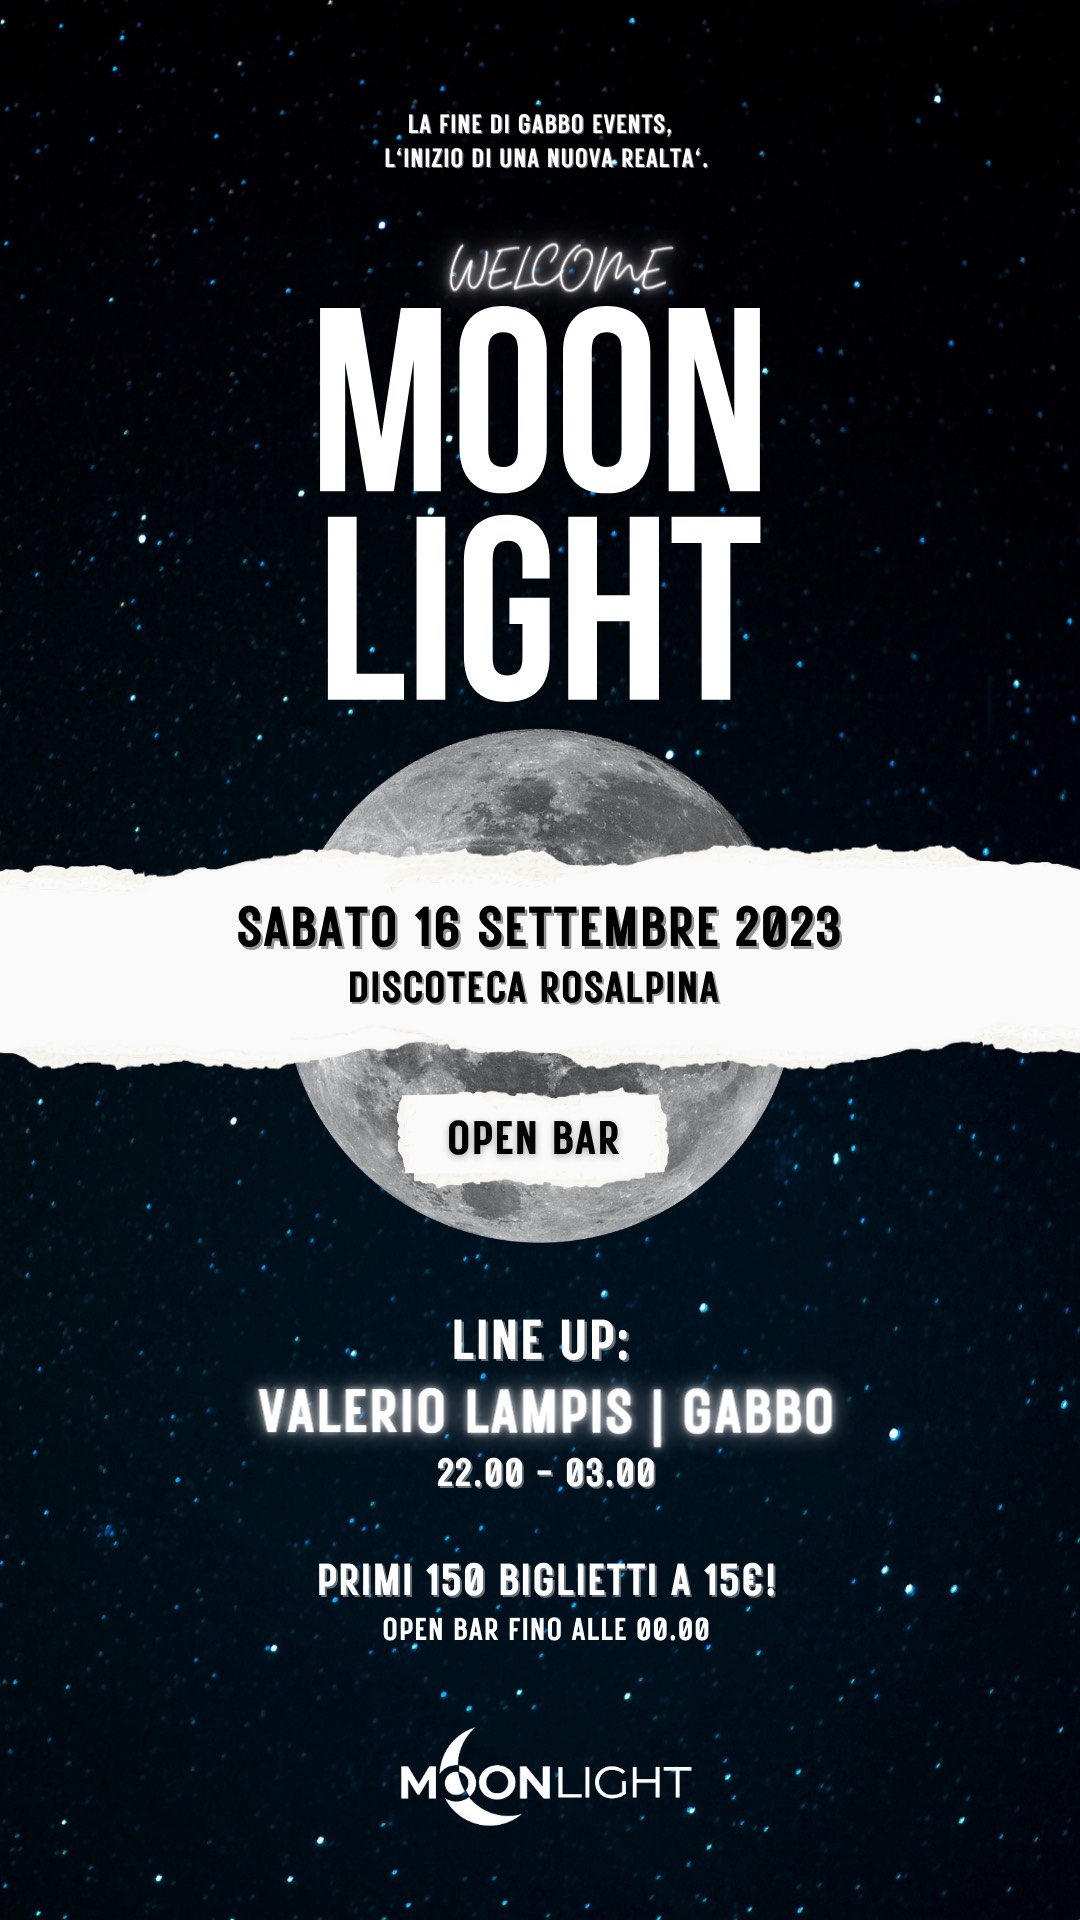 LA FINE DI GABBO EVENTS,
L‘INIZIO DI UNA NUOVA REALTA‘.
WELCOME
MOON
LIGHT
SABATO 16 SETTEMBRE 2023
DISCOTECA ROSALPINA
OPEN BAR
LINE UP:
VALERIO LAMPIS | GABBO
22.00 - 03.00
PRIMI 150 BIGLIETTI A 15€!
OPEN BAR FINO ALLE 00.00
MOONLIGHT